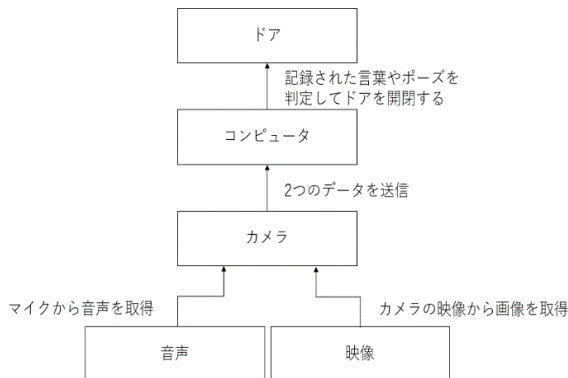 ドア
記録された言葉やポーズを
判定してドアを開閉する
コンピュータ
2つのデータを送信
カメラ
マイクから音声を取得
カメラの映像から画像を取得
音声
映像